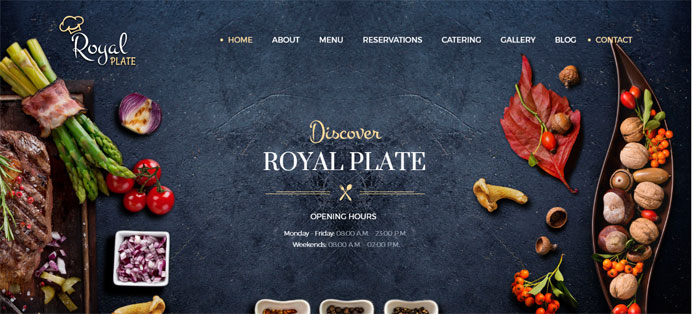 Royal
PLATE
HOME ABOUT MENU RESERVATIONS CATERING GALLERY BLOG CONTACT
Discover
ROYAL PLATE
OPENING HOURS
Monday - Friday: 08:00 A.M. - 23:00 P.M.
Weekends: 08:00 A.M. - 02:00 P.M.